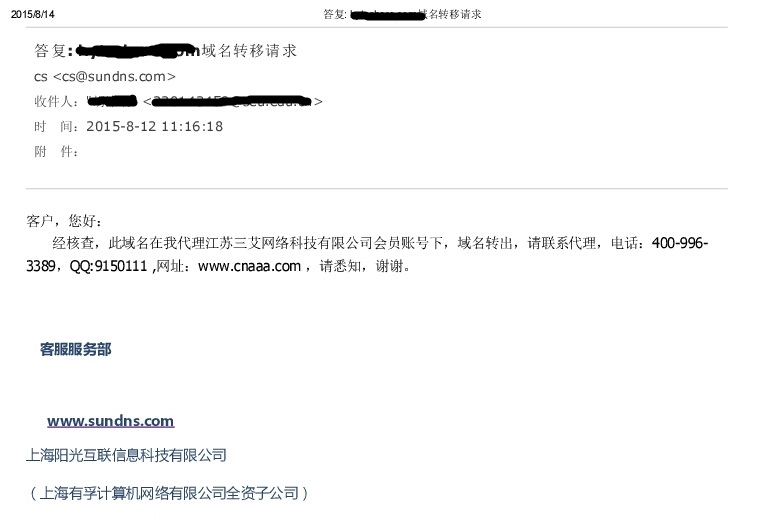 2015/8/14
答复: 域名转移请求
答复: 域名转移请求
cs <cs@sundns.com>
收件人: < >
时 间: 2015-8-12 11:16:18
附 件:
客户，您好:
经核查，此域名在我代理江苏三艾网络科技有限公司会员账号下，域名转出，请联系代理，电话：400-996-
3389，QQ:9150111 ,网址：www.cnaaa.com ，请悉知，谢谢。
客服服务部
www.sundns.com
上海阳光互联信息科技有限公司
（上海有孚计算机网络有限公司全资子公司）